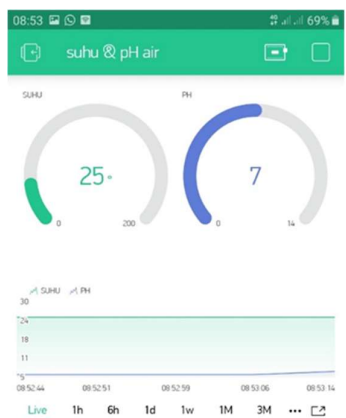 08:53 4G 69%
suhu & pH air
SUHU PH
25° 7
0 200 0 14
SUHU PH
30
24
18
11
5
08:52:44 08:52:51 08:52:59 08:53:06 08:53:14
Live 1h 6h 1d 1w 1M 3M ...